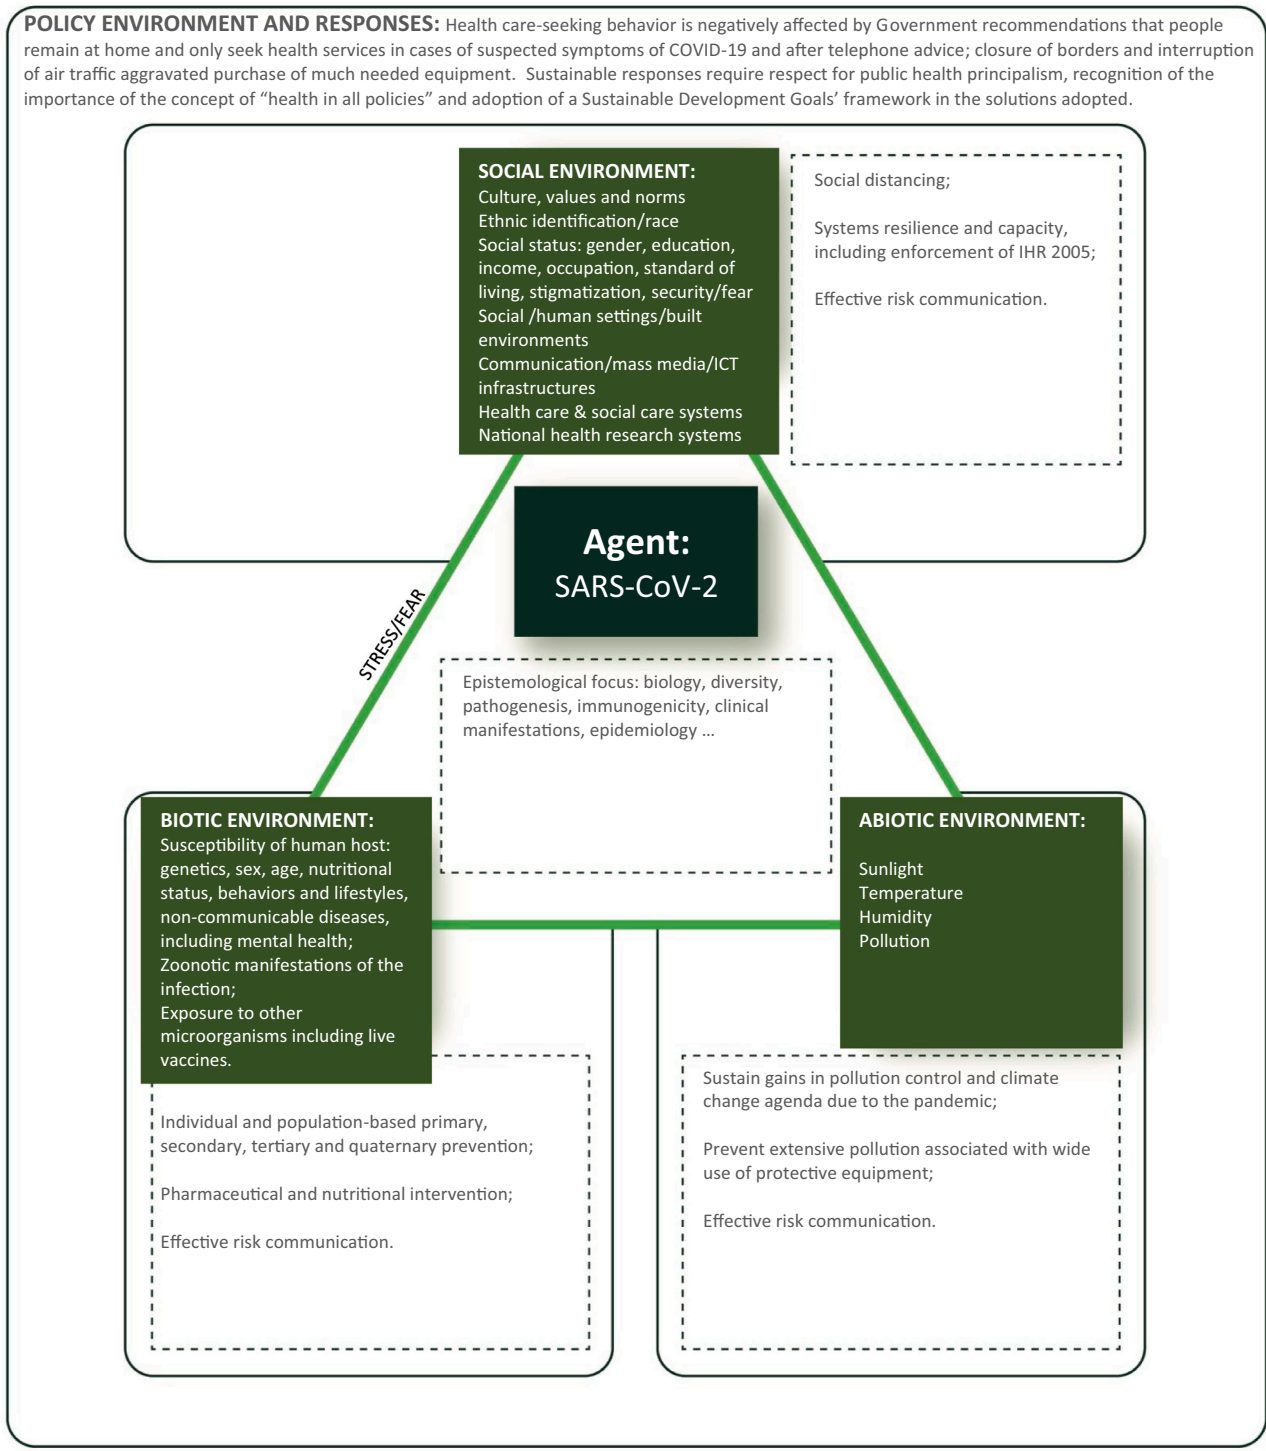 POLICY ENVIRONMENT AND RESPONSES: Health care-seeking behavior is negatively affected by Government recommendations that people
remain at home and only seek health services in cases of suspected symptoms of COVID-19 and after telephone advice; closure of borders and interruption
of air traffic aggravated purchase of much needed equipment. Sustainable responses require respect for public health principalism, recognition of the
importance of the concept of “health in all policies” and adoption of a Sustainable Development Goals’ framework in the solutions adopted.
SOCIAL ENVIRONMENT:
Culture, values and norms
Ethnic identification/race
Social status: gender, education,
income, occupation, standard of
living, stigmatization, security/fear
Social /human settings/built
environments
Communication/mass media/ICT
infrastructures
Health care & social care systems
National health research systems
Social distancing;
Systems resilience and capacity,
including enforcement of IHR 2005;
Effective risk communication.
Agent:
SARS-CoV-2
STRESS/FEAR
Epistemological focus: biology, diversity,
pathogenesis, immunogenicity, clinical
manifestations, epidemiology ...
BIOTIC ENVIRONMENT:
Susceptibility of human host:
genetics, sex, age, nutritional
status, behaviors and lifestyles,
non-communicable diseases,
including mental health;
Zoonotic manifestations of the
infection;
Exposure to other
microorganisms including live
vaccines.
Individual and population-based primary,
secondary, tertiary and quaternary prevention;
Pharmaceutical and nutritional intervention;
Effective risk communication.
ABIOTIC ENVIRONMENT:
Sunlight
Temperature
Humidity
Pollution
Sustain gains in pollution control and climate
change agenda due to the pandemic;
Prevent extensive pollution associated with wide
use of protective equipment;
Effective risk communication.